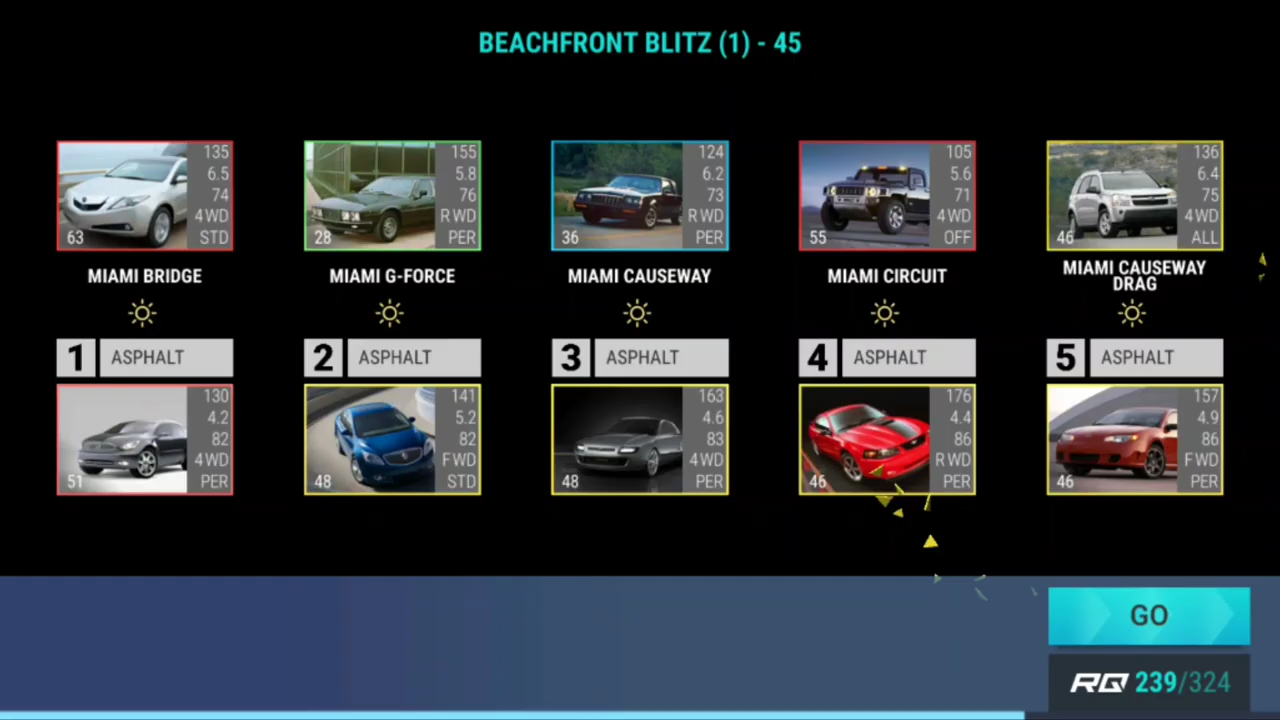 BEACHFRONT BLITZ (1) - 45
135
6.5
74
4WD
63
STD
155
5.8
76
RWD
28
PER
124
6.2
73
RWD
36
PER
105
5.6
71
4WD
55
OFF
136
6.4
75
4WD
46
ALL
MIAMI BRIDGE
MIAMI G-FORCE
MIAMI CAUSEWAY
MIAMI CIRCUIT
MIAMI CAUSEWAY
DRAG
1 ASPHALT
2 ASPHALT
3 ASPHALT
4 ASPHALT
5 ASPHALT
130
4.2
82
4WD
51
PER
141
5.2
82
FWD
48
STD
163
4.6
83
4WD
48
PER
176
4.4
86
RWD
46
PER
157
4.9
86
FWD
46
PER
GO
RQ 239/324